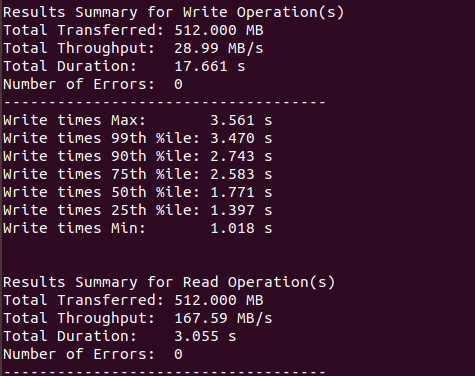 Results Summary for Write Operation(s)
Total Transferred: 512.000 MB
Total Throughput:  28.99 MB/s
Total Duration:    17.661 s
Number of Errors:  0
------------------------------------
Write times Max:       3.561 s
Write times 99th %ile: 3.470 s
Write times 90th %ile: 2.743 s
Write times 75th %ile: 2.583 s
Write times 50th %ile: 1.771 s
Write times 25th %ile: 1.397 s
Write times Min:       1.018 s
Results Summary for Read Operation(s)
Total Transferred: 512.000 MB
Total Throughput:  167.59 MB/s
Total Duration:    3.055 s
Number of Errors:  0
------------------------------------